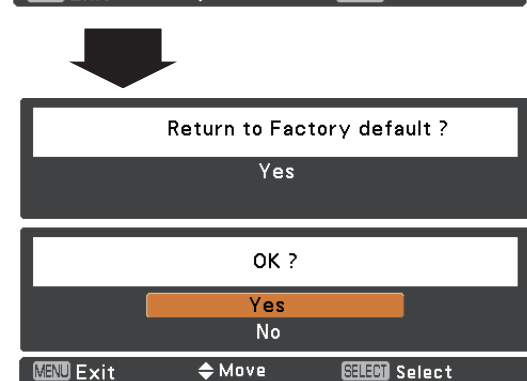 Return to Factory default ?
Yes
OK ?
Yes
No
MENU Exit Move SELECT Select